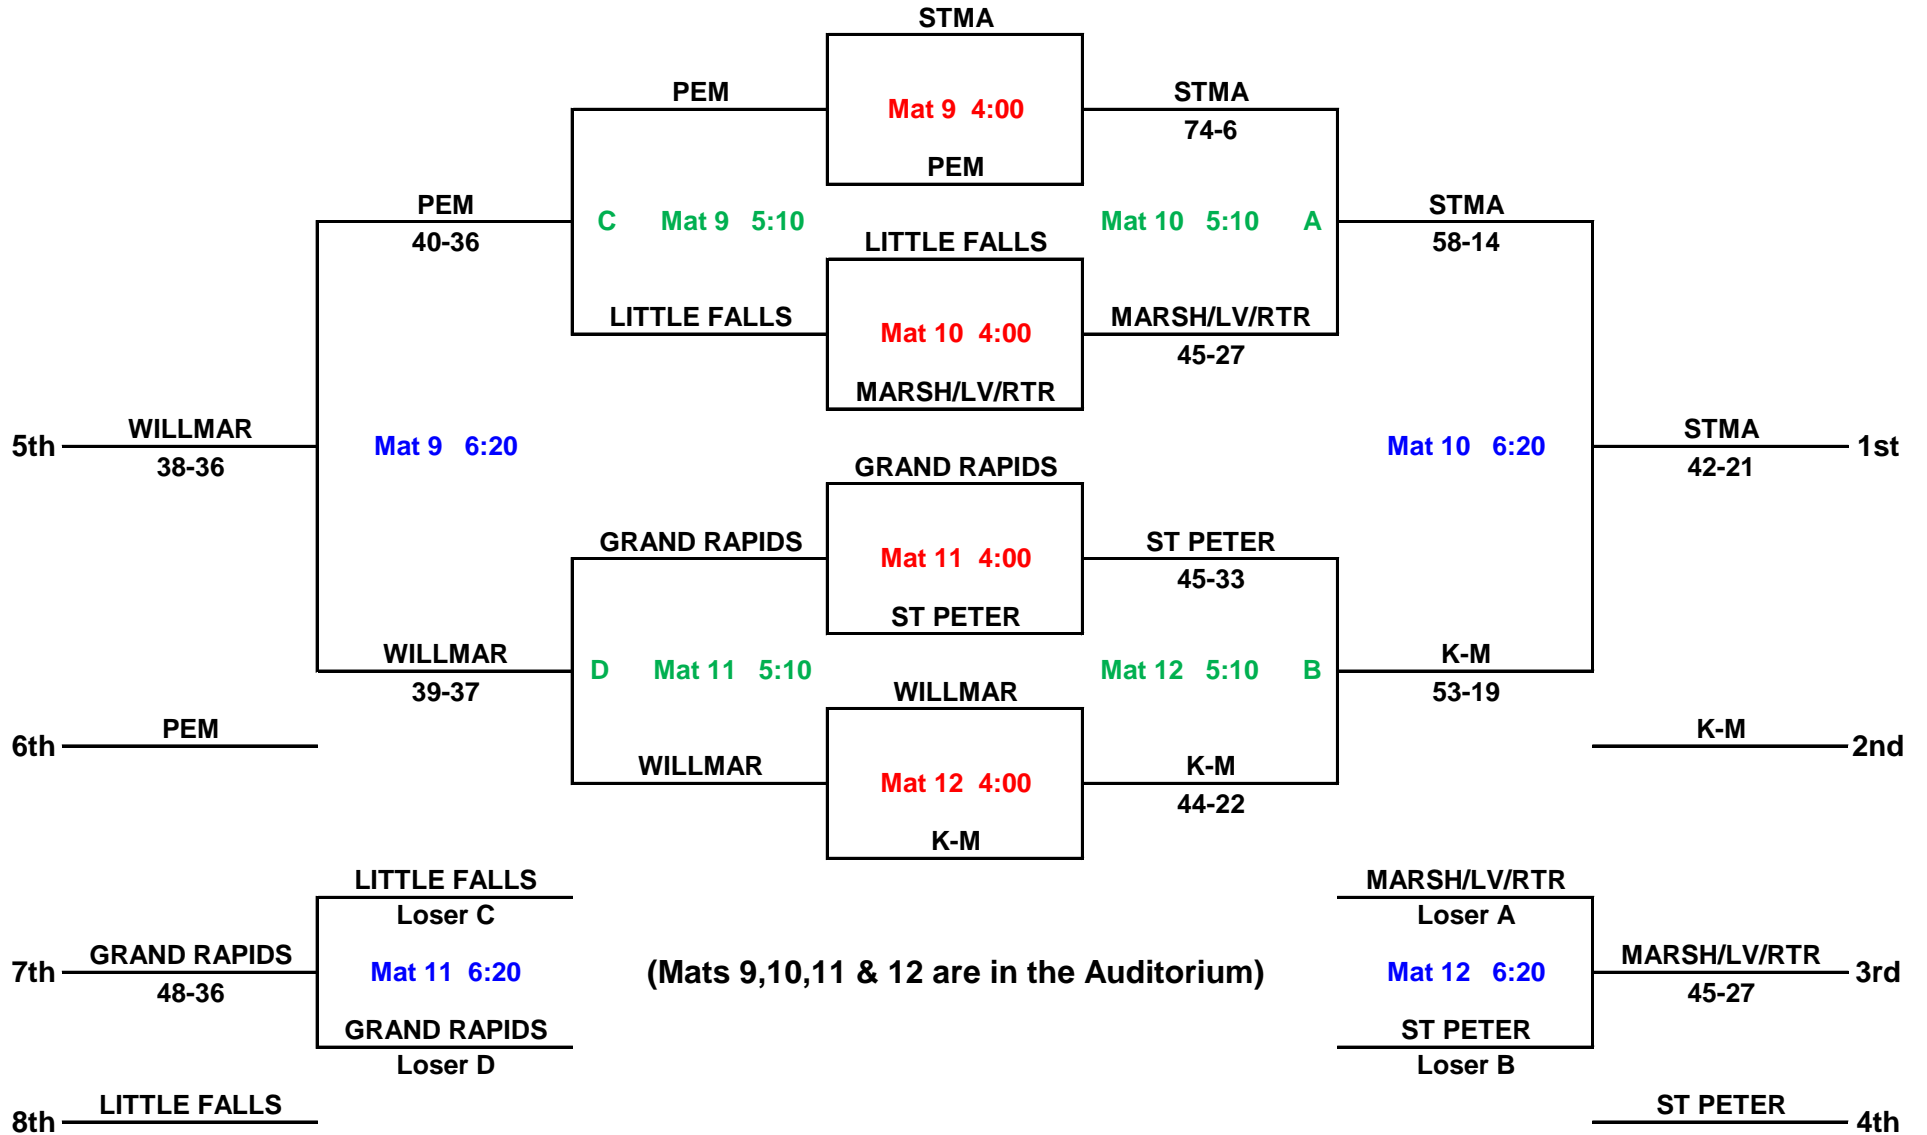 STMA
PEM
STMA
Mat 9  4:00
74-6
PEM
PEM
STMA
C  Mat 9  5:10
Mat 10  5:10  A
40-36
LITTLE FALLS
58-14
LITTLE FALLS
MARSH/LV/RTR
Mat 10  4:00
45-27
MARSH/LV/RTR
WILLMAR
STMA
5th
Mat 9  6:20
Mat 10  6:20
1st
38-36
GRAND RAPIDS
42-21
GRAND RAPIDS
ST PETER
Mat 11  4:00
45-33
ST PETER
WILLMAR
K-M
D  Mat 11  5:10
Mat 12  5:10  B
39-37
WILLMAR
53-19
PEM
K-M
6th
2nd
WILLMAR
K-M
Mat 12  4:00
44-22
K-M
LITTLE FALLS
MARSH/LV/RTR
Loser C
Loser A
GRAND RAPIDS
MARSH/LV/RTR
7th
Mat 11  6:20
(Mats 9,10,11 & 12 are in the Auditorium)
Mat 12  6:20
3rd
48-36
45-27
GRAND RAPIDS
ST PETER
Loser D
Loser B
LITTLE FALLS
ST PETER
8th
4th